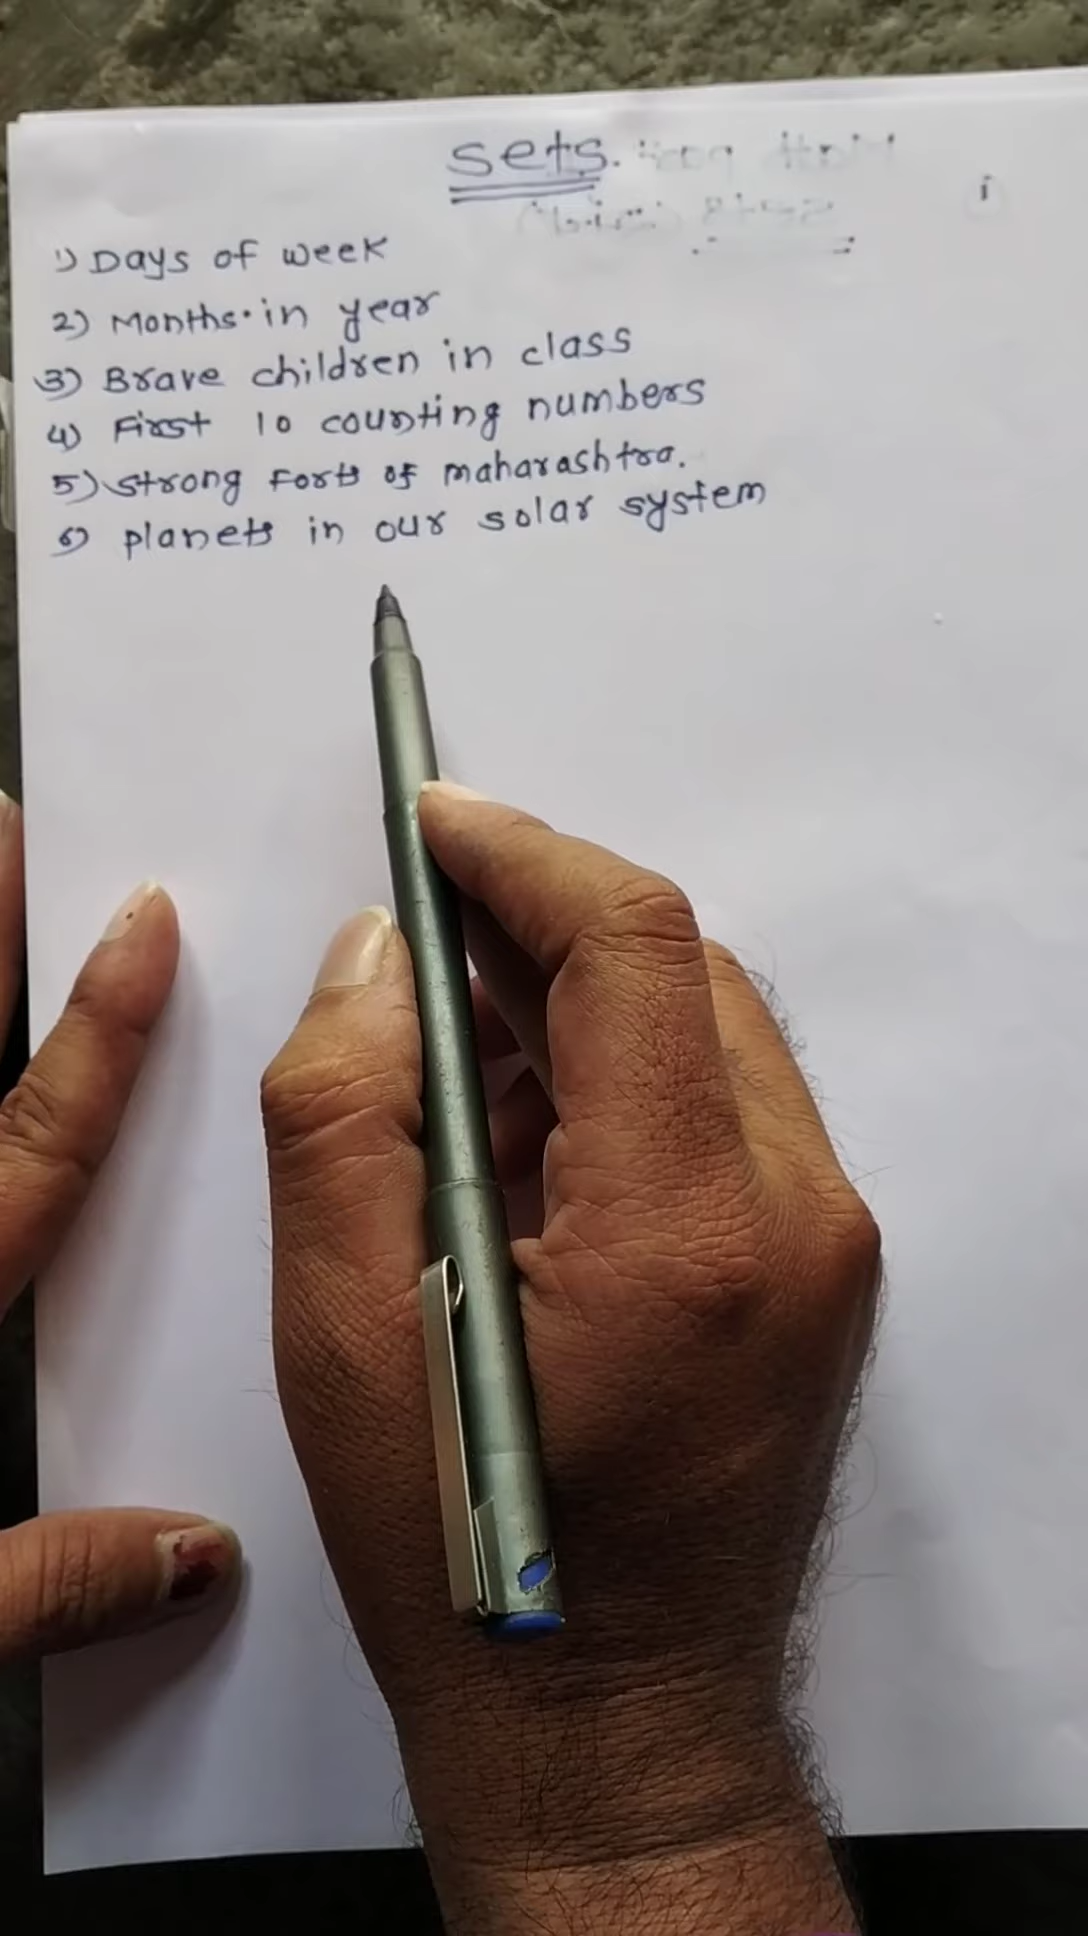 sets.
i
1) Days of week
2) Months in year
3) Brave children in class
4) First 10 counting numbers
5) strong forts of maharashtra.
6) planets in our solar system